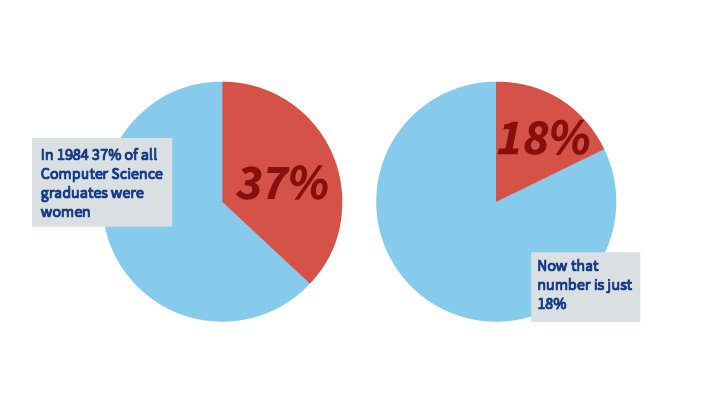 In 1984 37% of all
Computer Science
graduates were
women
37%
18%
Now that
number is just
18%